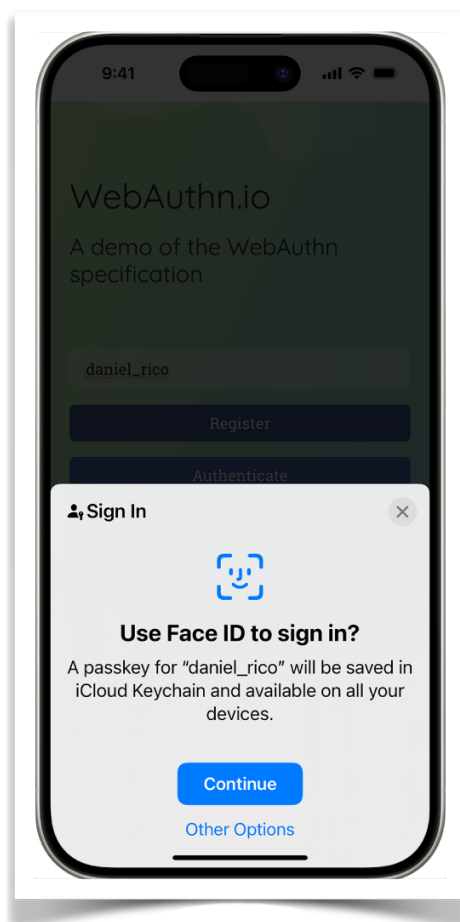 9:41
WebAuthn.io
A demo of the WebAuthn
specification
daniel_rico
Register
Authenticate
Sign In
Use Face ID to sign in?
A passkey for “daniel_rico” will be saved in
iCloud Keychain and available on all your
devices.
Continue
Other Options